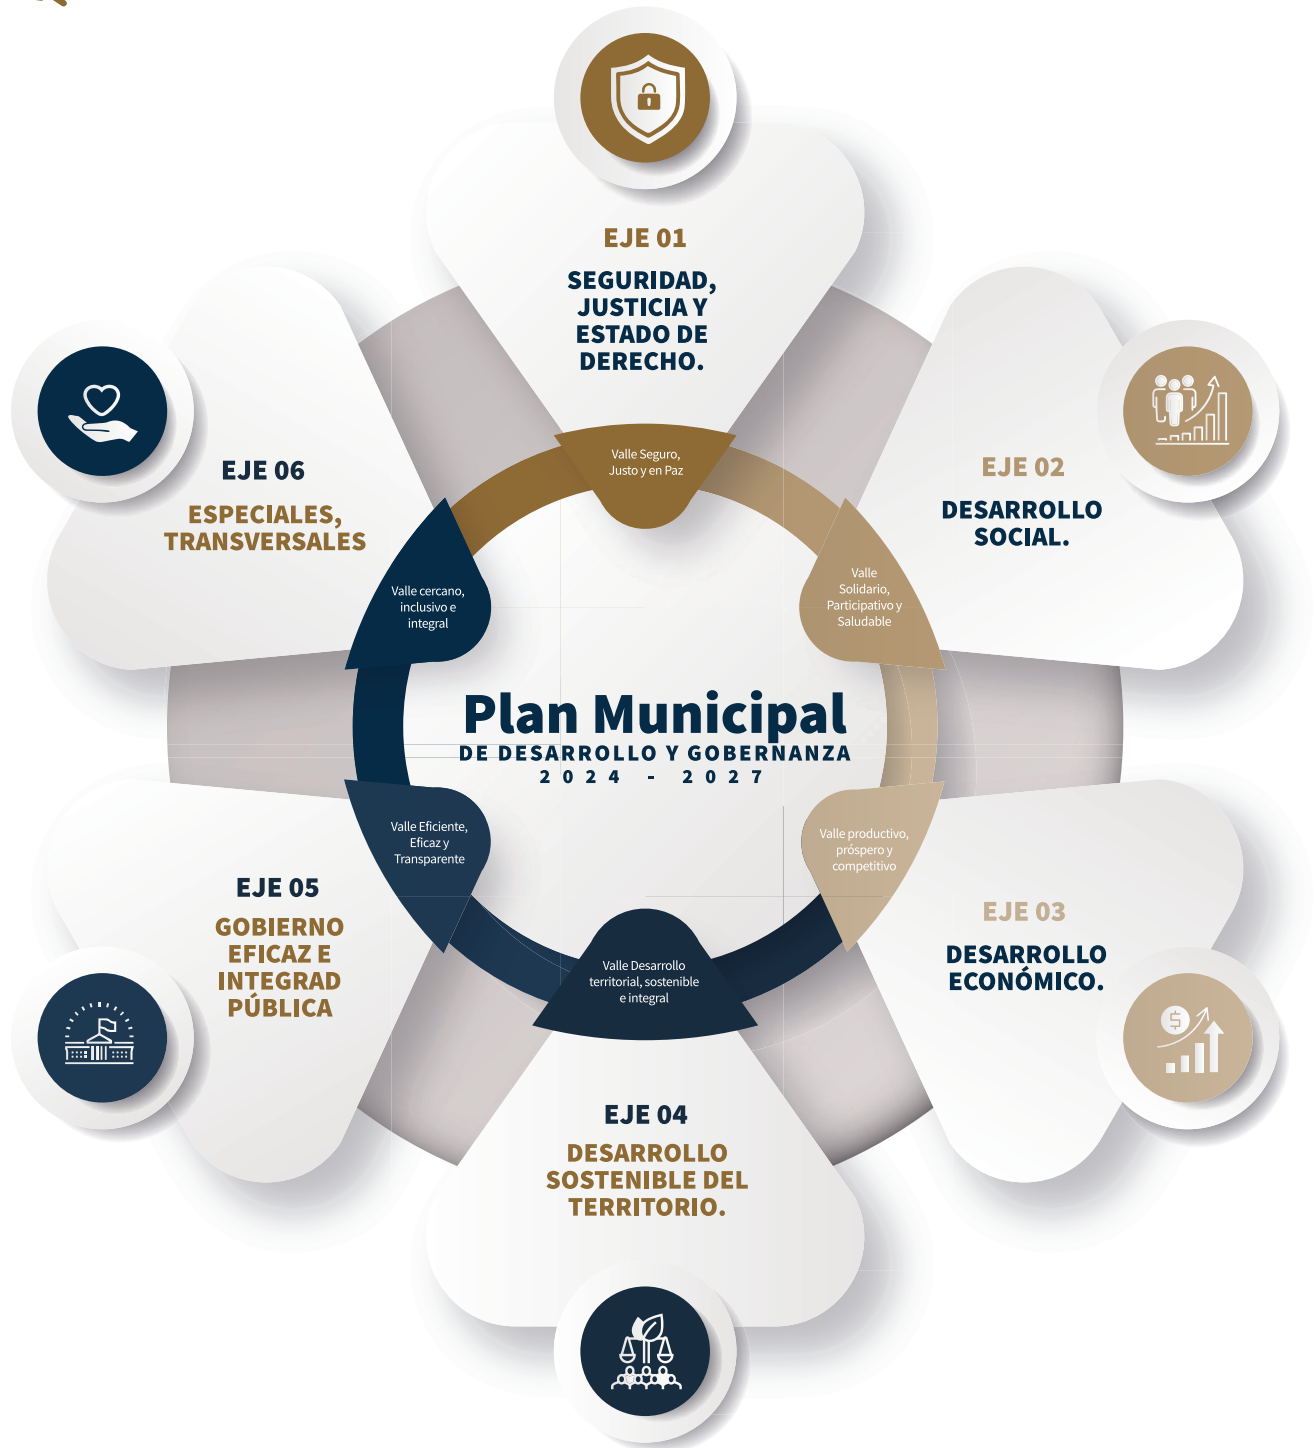 EJE 01
SEGURIDAD,
JUSTICIA Y
ESTADO DE
DERECHO.
Valle Seguro,
Justo y en Paz
EJE 02
DESARROLLO
SOCIAL.
Valle
Solidario,
Participativo y
Saludable
EJE 03
DESARROLLO
ECONÓMICO.
Valle productivo,
próspero y
competitivo
EJE 04
DESARROLLO
SOSTENIBLE DEL
TERRITORIO.
Valle Desarrollo
territorial, sostenible
e integral
EJE 05
GOBIERNO
EFICAZ E
INTEGRAD
PÚBLICA
Valle Eficiente,
Eficaz y
Transparente
EJE 06
ESPECIALES,
TRANSVERSALES
Valle cercano,
inclusivo e
integral
Plan Municipal
DE DESARROLLO Y GOBERNANZA
2024 - 2027
$